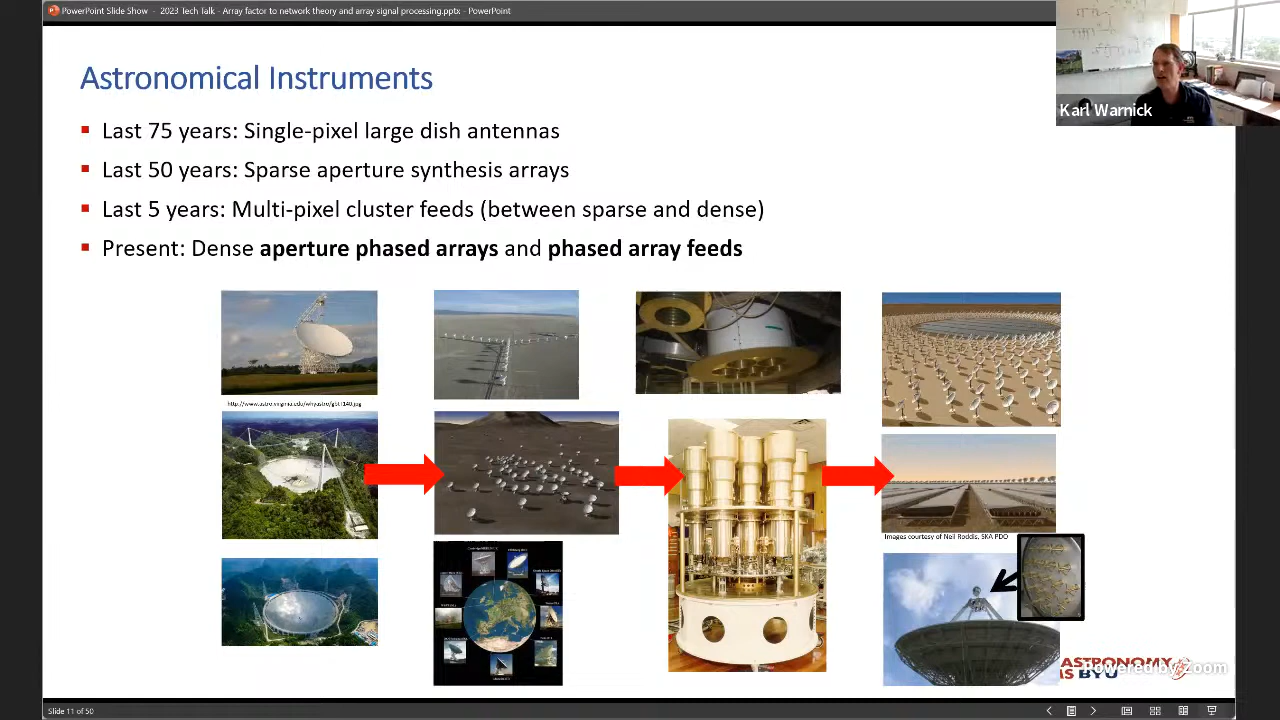 PowerPoint Slide Show - 2023 Tech Talk - Array factor to network theory and array signal processing.pptx - PowerPoint
Karl Warnick
Astronomical Instruments
Last 75 years: Single-pixel large dish antennas
Last 50 years: Sparse aperture synthesis arrays
Last 5 years: Multi-pixel cluster feeds (between sparse and dense)
Present: Dense aperture phased arrays and phased array feeds
Images courtesy of Neil Roddis, SKA PDO
ASTRONOMY
BYU
Powered by Zoom
Slide 11 of 50